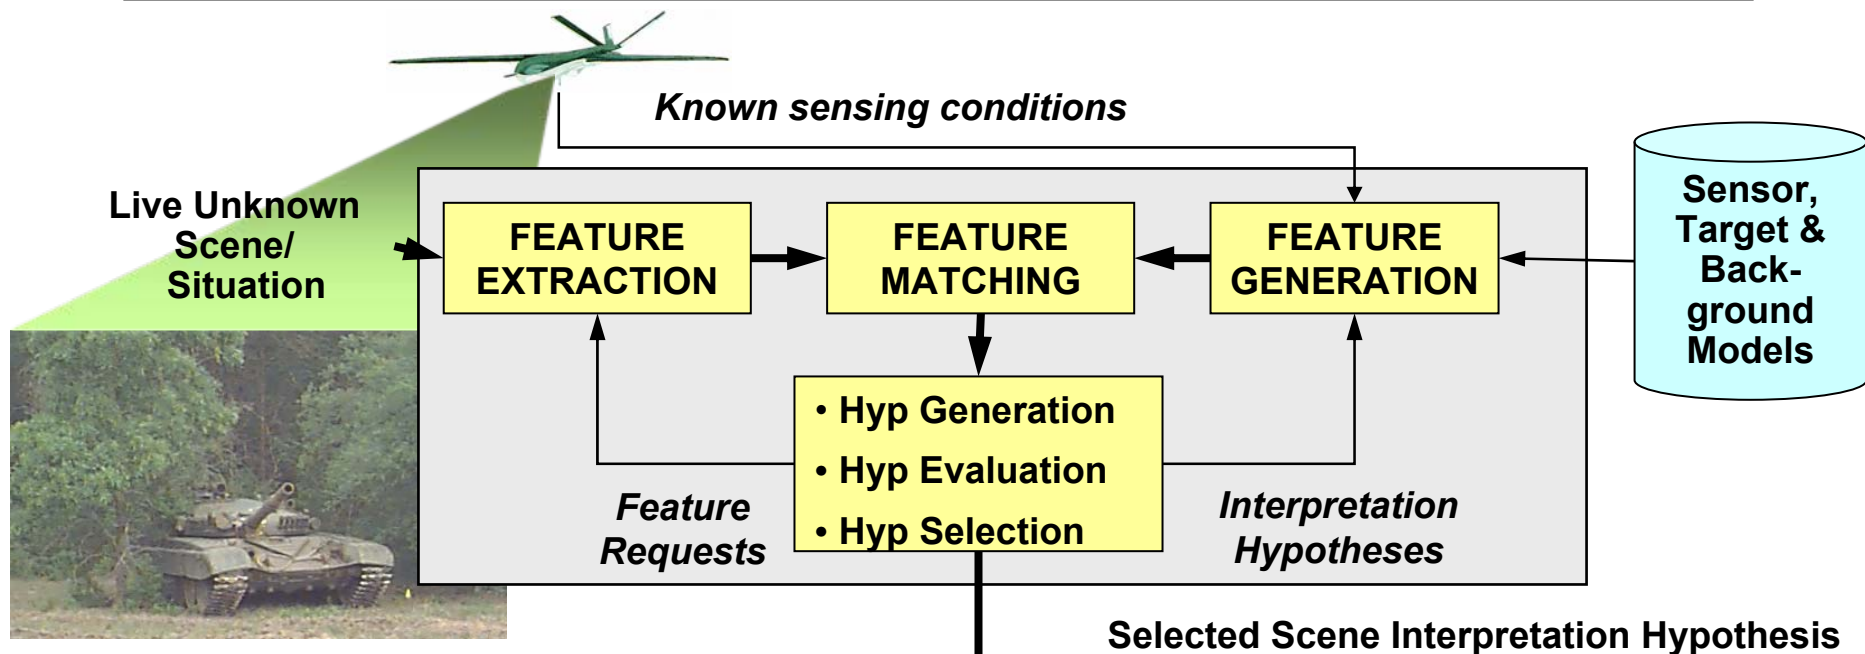 Known sensing conditions
Live Unknown
Scene/
Situation
FEATURE
EXTRACTION
FEATURE
MATCHING
FEATURE
GENERATION
Sensor,
Target &
Back-
ground
Models
• Hyp Generation
• Hyp Evaluation
• Hyp Selection
Feature
Requests
Interpretation
Hypotheses
Selected Scene Interpretation Hypothesis